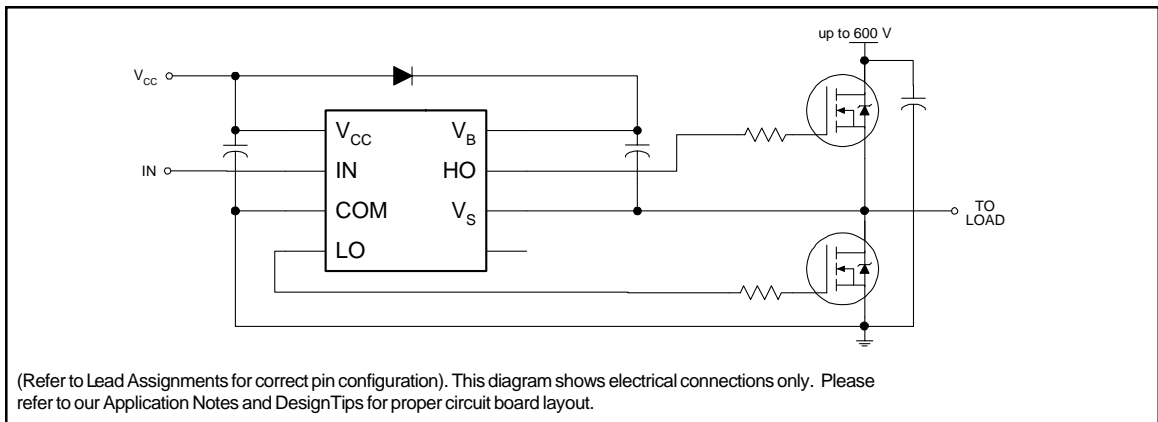 up to 600 V
VCC
VCC
VB
IN
IN
HO
COM
VS
TO
LOAD
LO
(Refer to Lead Assignments for correct pin configuration). This diagram shows electrical connections only. Please
refer to our Application Notes and DesignTips for proper circuit board layout.